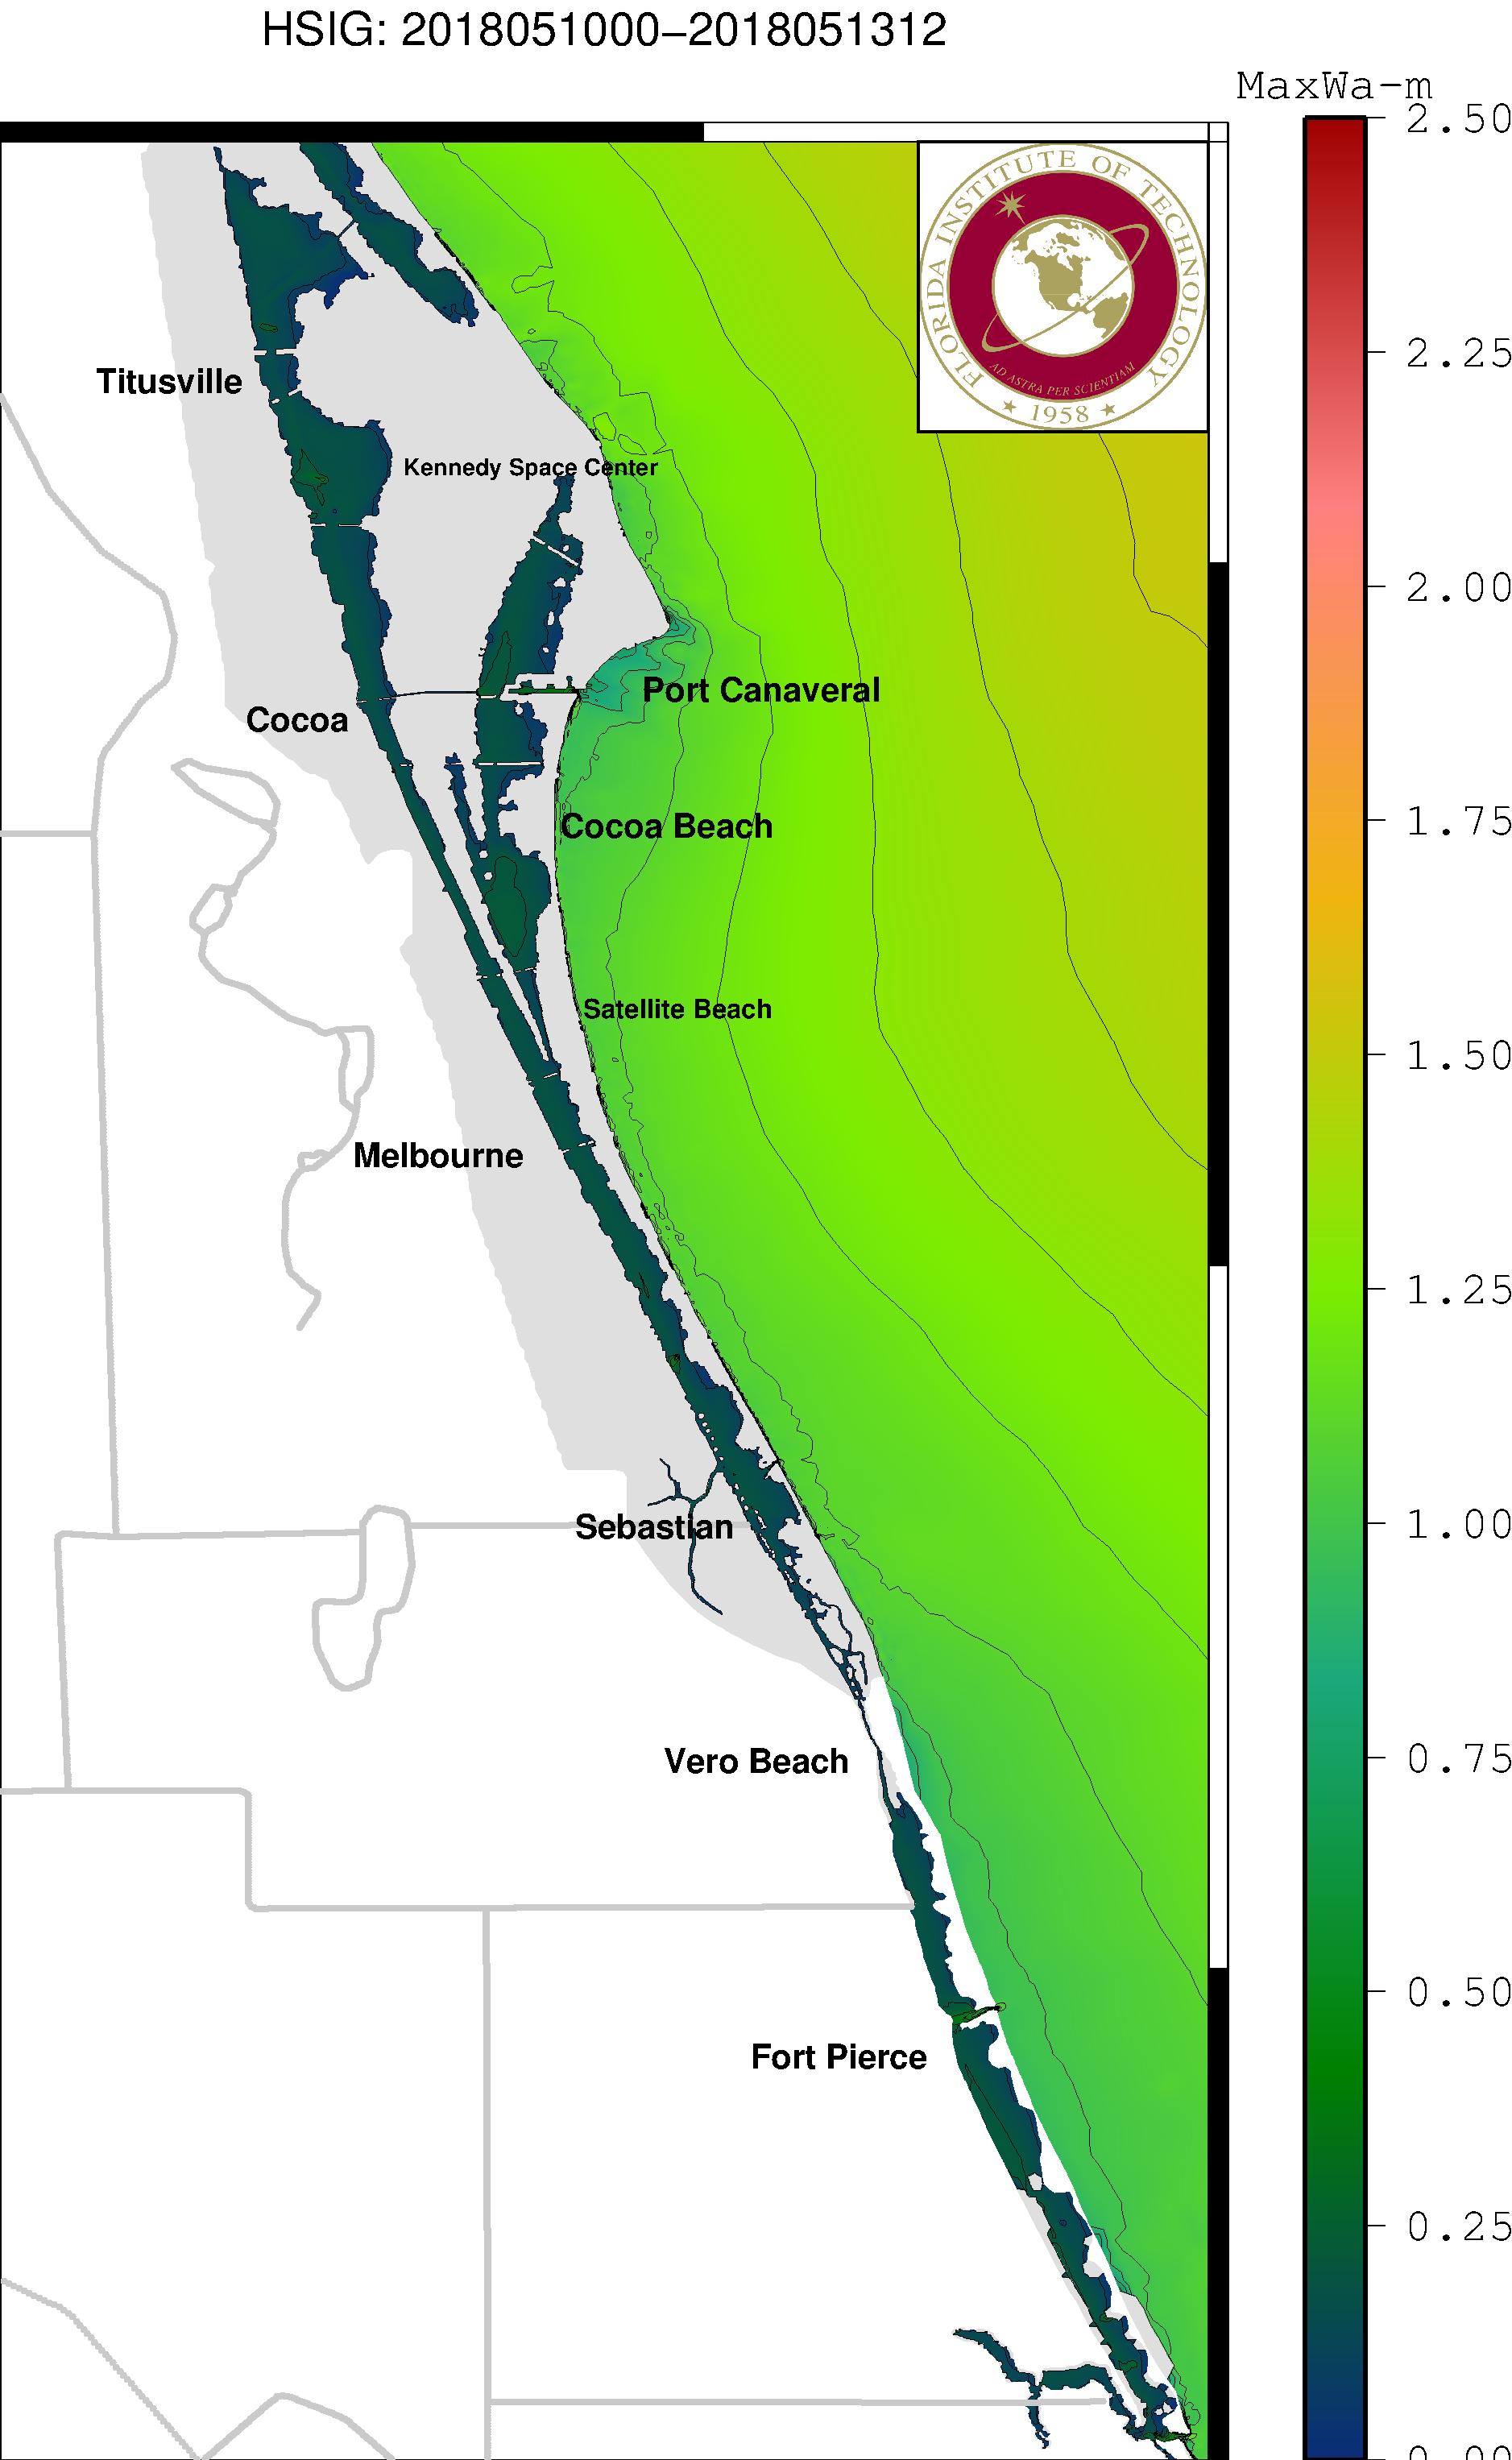 HSIG: 2018051000–2018051312
MaxWa-m
2.50
FLORIDA INSTITUTE OF TECHNOLOGY
AD ASTRA PER SCIENTIAM
1958
2.25
Titusville
Kennedy Space Center
2.00
Port Canaveral
Cocoa
1.75
Cocoa Beach
Satellite Beach
1.50
Melbourne
1.25
Sebastian
1.00
Vero Beach
0.75
0.50
Fort Pierce
0.25
0.00